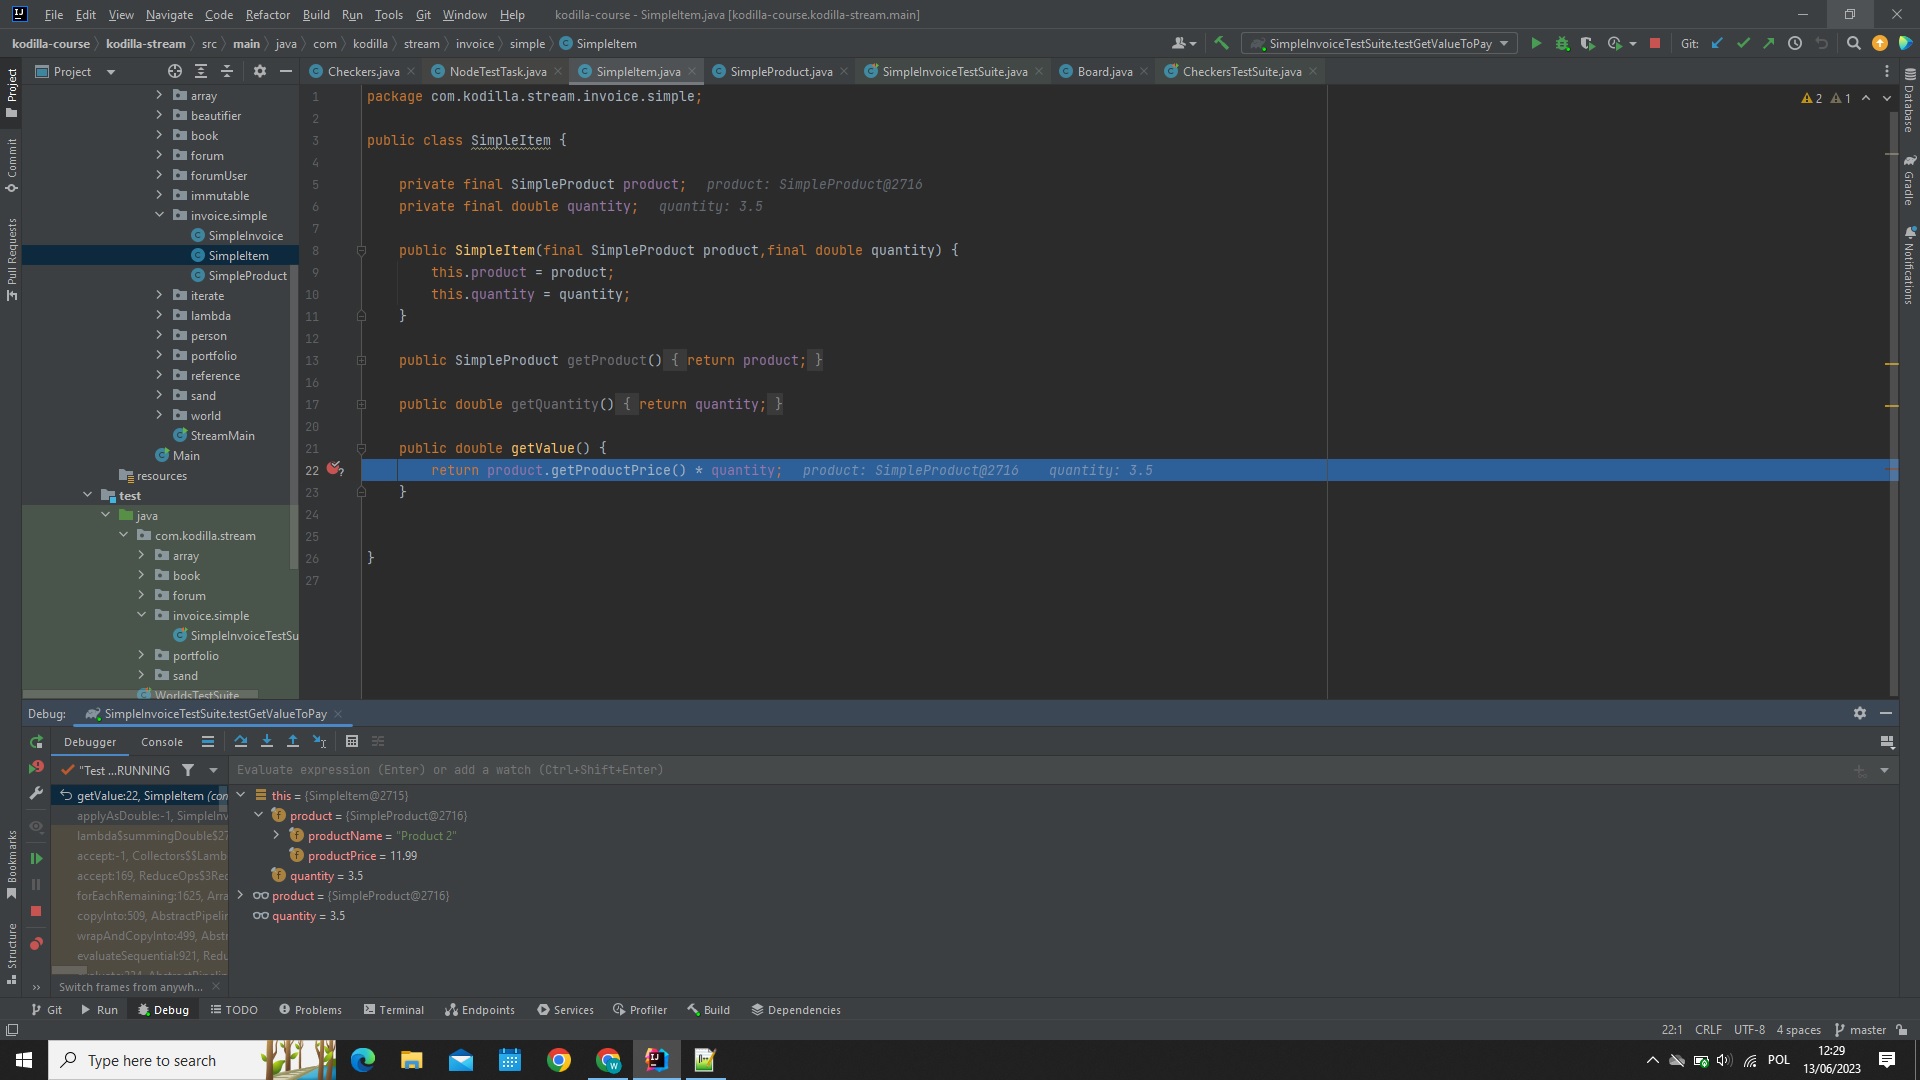 File Edit View Navigate Code Refactor Build Run Tools Git Window Help kodilla-course - SimpleItem.java [kodilla-course.kodilla-stream.main]
kodilla-course kodilla-stream src main java com kodilla stream invoice simple SimpleItem
SimpleInvoiceTestSuite.testGetValueToPay Git:
Project
Checkers.java NodeTestTask.java SimpleItem.java SimpleProduct.java SimpleInvoiceTestSuite.java Board.java CheckersTestSuite.java
Project
Commit
Pull Requests
Bookmarks
Structure
array
beautifier
book
forum
forumUser
immutable
invoice.simple
SimpleInvoice
SimpleItem
SimpleProduct
iterate
lambda
person
portfolio
reference
sand
world
StreamMain
Main
resources
test
java
com.kodilla.stream
array
book
forum
invoice.simple
SimpleInvoiceTestSu
portfolio
sand
WorldsTestSuite
1 package com.kodilla.stream.invoice.simple;
2
3 public class SimpleItem {
4
5 private final SimpleProduct product; product: SimpleProduct@2716
6 private final double quantity; quantity: 3.5
7
8 public SimpleItem(final SimpleProduct product,final double quantity) {
9 this.product = product;
10 this.quantity = quantity;
11 }
12
13 public SimpleProduct getProduct() { return product; }
16
17 public double getQuantity() { return quantity; }
20
21 public double getValue() {
22 return product.getProductPrice() * quantity; product: SimpleProduct@2716 quantity: 3.5
23 }
24
25
26 }
27
2 1
Database
Gradle
Notifications
Debug: SimpleInvoiceTestSuite.testGetValueToPay
Debugger Console
"Test ...RUNNING
Evaluate expression (Enter) or add a watch (Ctrl+Shift+Enter)
getValue:22, SimpleItem (con
applyAsDouble:-1, SimpleInv
lambda$summingDouble$27
accept:-1, Collectors$$Lamb
accept:169, ReduceOps$3Red
forEachRemaining:1625, Arra
copyInto:509, AbstractPipelin
wrapAndCopyInto:499, Abstr
evaluateSequential:921, Redu
Switch frames from anywh...
this = {SimpleItem@2715}
product = {SimpleProduct@2716}
productName = "Product 2"
productPrice = 11.99
quantity = 3.5
product = {SimpleProduct@2716}
quantity = 3.5
Git Run Debug TODO Problems Terminal Endpoints Services Profiler Build Dependencies
22:1 CRLF UTF-8 4 spaces master
Type here to search
POL
12:29
13/06/2023